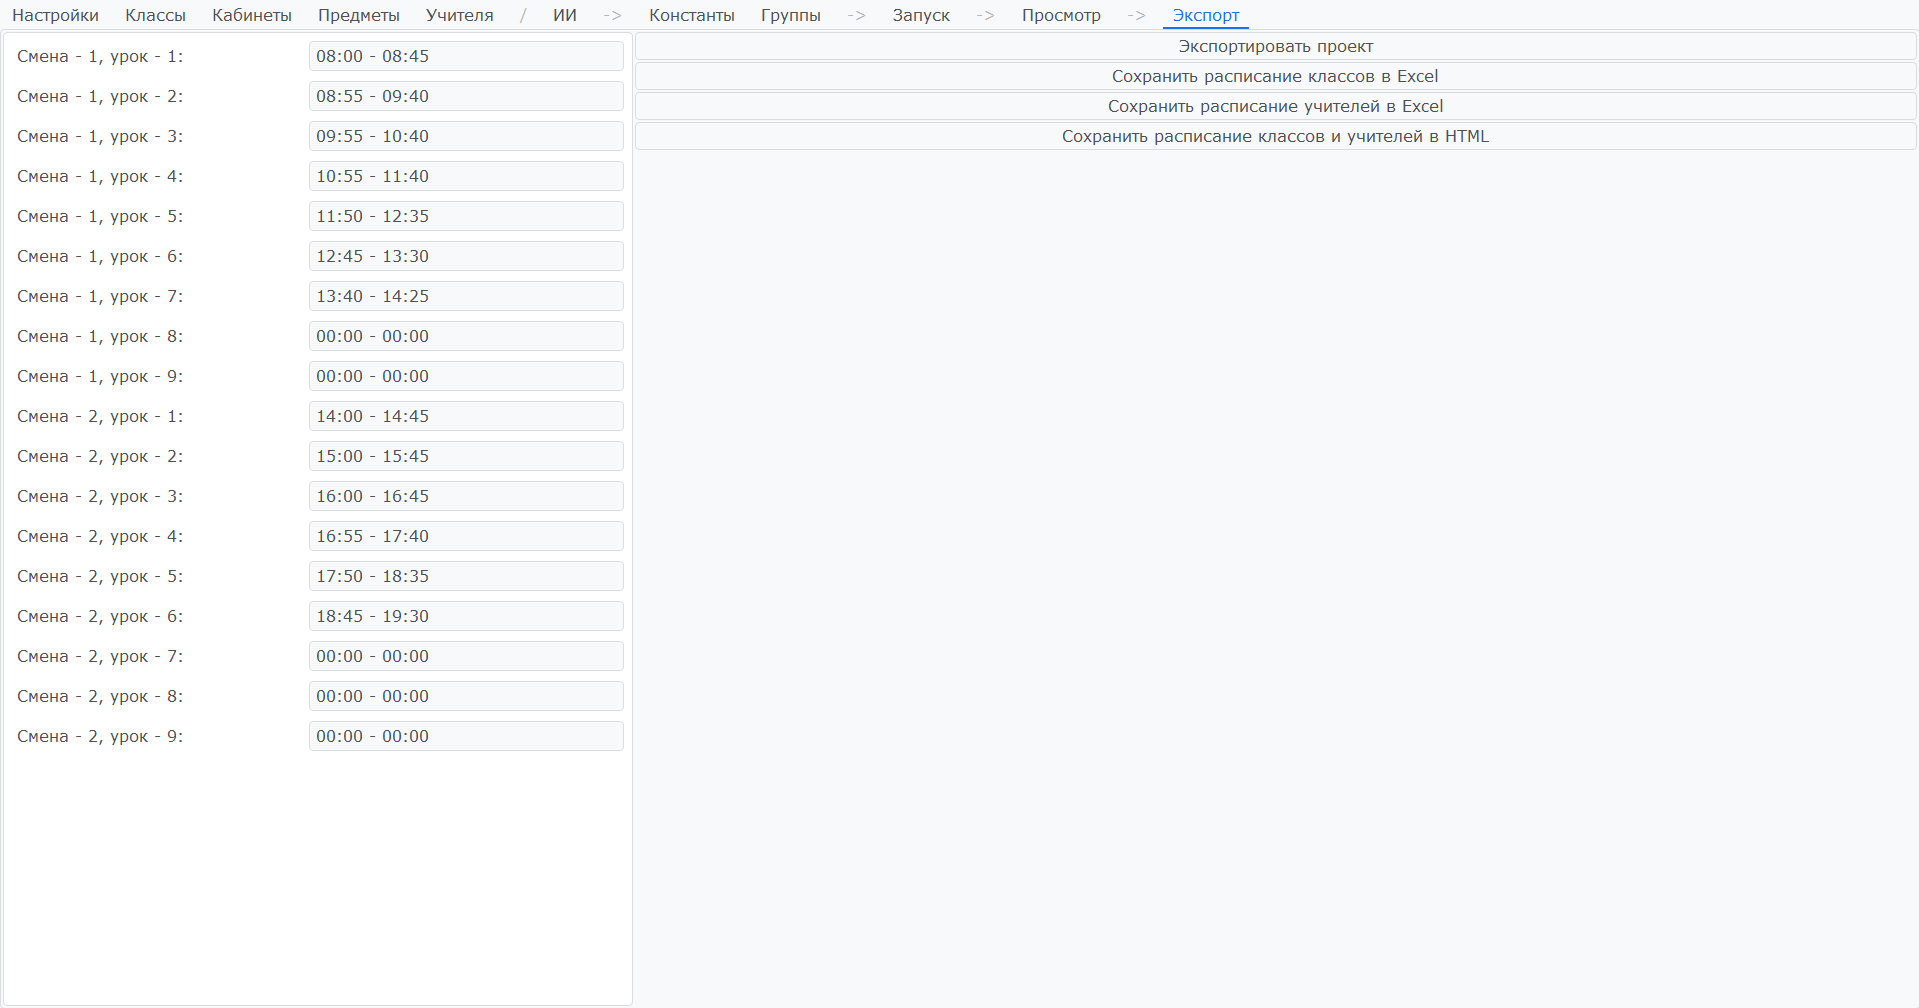 Настройки Классы Кабинеты Предметы Учителя / ИИ -> Константы Группы -> Запуск -> Просмотр -> Экспорт
Смена - 1, урок - 1: 08:00 - 08:45
Смена - 1, урок - 2: 08:55 - 09:40
Смена - 1, урок - 3: 09:55 - 10:40
Смена - 1, урок - 4: 10:55 - 11:40
Смена - 1, урок - 5: 11:50 - 12:35
Смена - 1, урок - 6: 12:45 - 13:30
Смена - 1, урок - 7: 13:40 - 14:25
Смена - 1, урок - 8: 00:00 - 00:00
Смена - 1, урок - 9: 00:00 - 00:00
Смена - 2, урок - 1: 14:00 - 14:45
Смена - 2, урок - 2: 15:00 - 15:45
Смена - 2, урок - 3: 16:00 - 16:45
Смена - 2, урок - 4: 16:55 - 17:40
Смена - 2, урок - 5: 17:50 - 18:35
Смена - 2, урок - 6: 18:45 - 19:30
Смена - 2, урок - 7: 00:00 - 00:00
Смена - 2, урок - 8: 00:00 - 00:00
Смена - 2, урок - 9: 00:00 - 00:00
Экспортировать проект
Сохранить расписание классов в Excel
Сохранить расписание учителей в Excel
Сохранить расписание классов и учителей в HTML